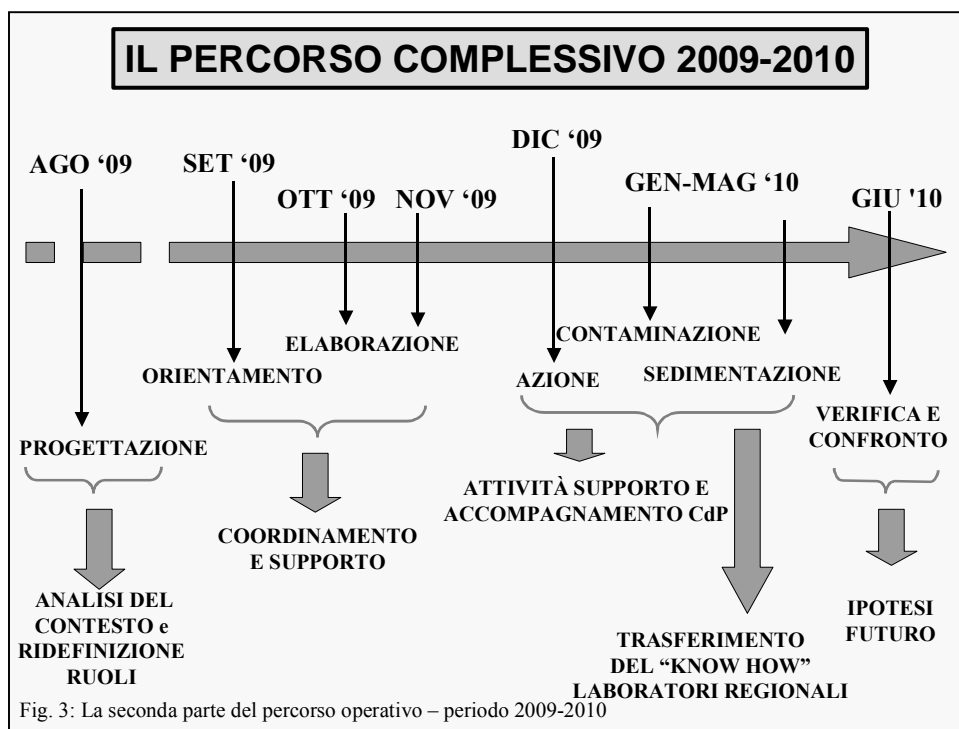 IL PERCORSO COMPLESSIVO 2009-2010
AGO ‘09
SET ‘09
OTT ‘09
NOV ‘09
DIC ‘09
GEN-MAG ‘10
GIU '10
PROGETTAZIONE
ORIENTAMENTO
ELABORAZIONE
AZIONE
CONTAMINAZIONE
SEDIMENTAZIONE
VERIFICA E
CONFRONTO
ANALISI DEL
CONTESTO e
RIDEFINIZIONE
RUOLI
COORDINAMENTO
E SUPPORTO
ATTIVITÀ SUPPORTO E
ACCOMPAGNAMENTO CdP
TRASFERIMENTO
DEL “KNOW HOW”
LABORATORI REGIONALI
IPOTESI
FUTURO
Fig. 3: La seconda parte del percorso operativo – periodo 2009-2010